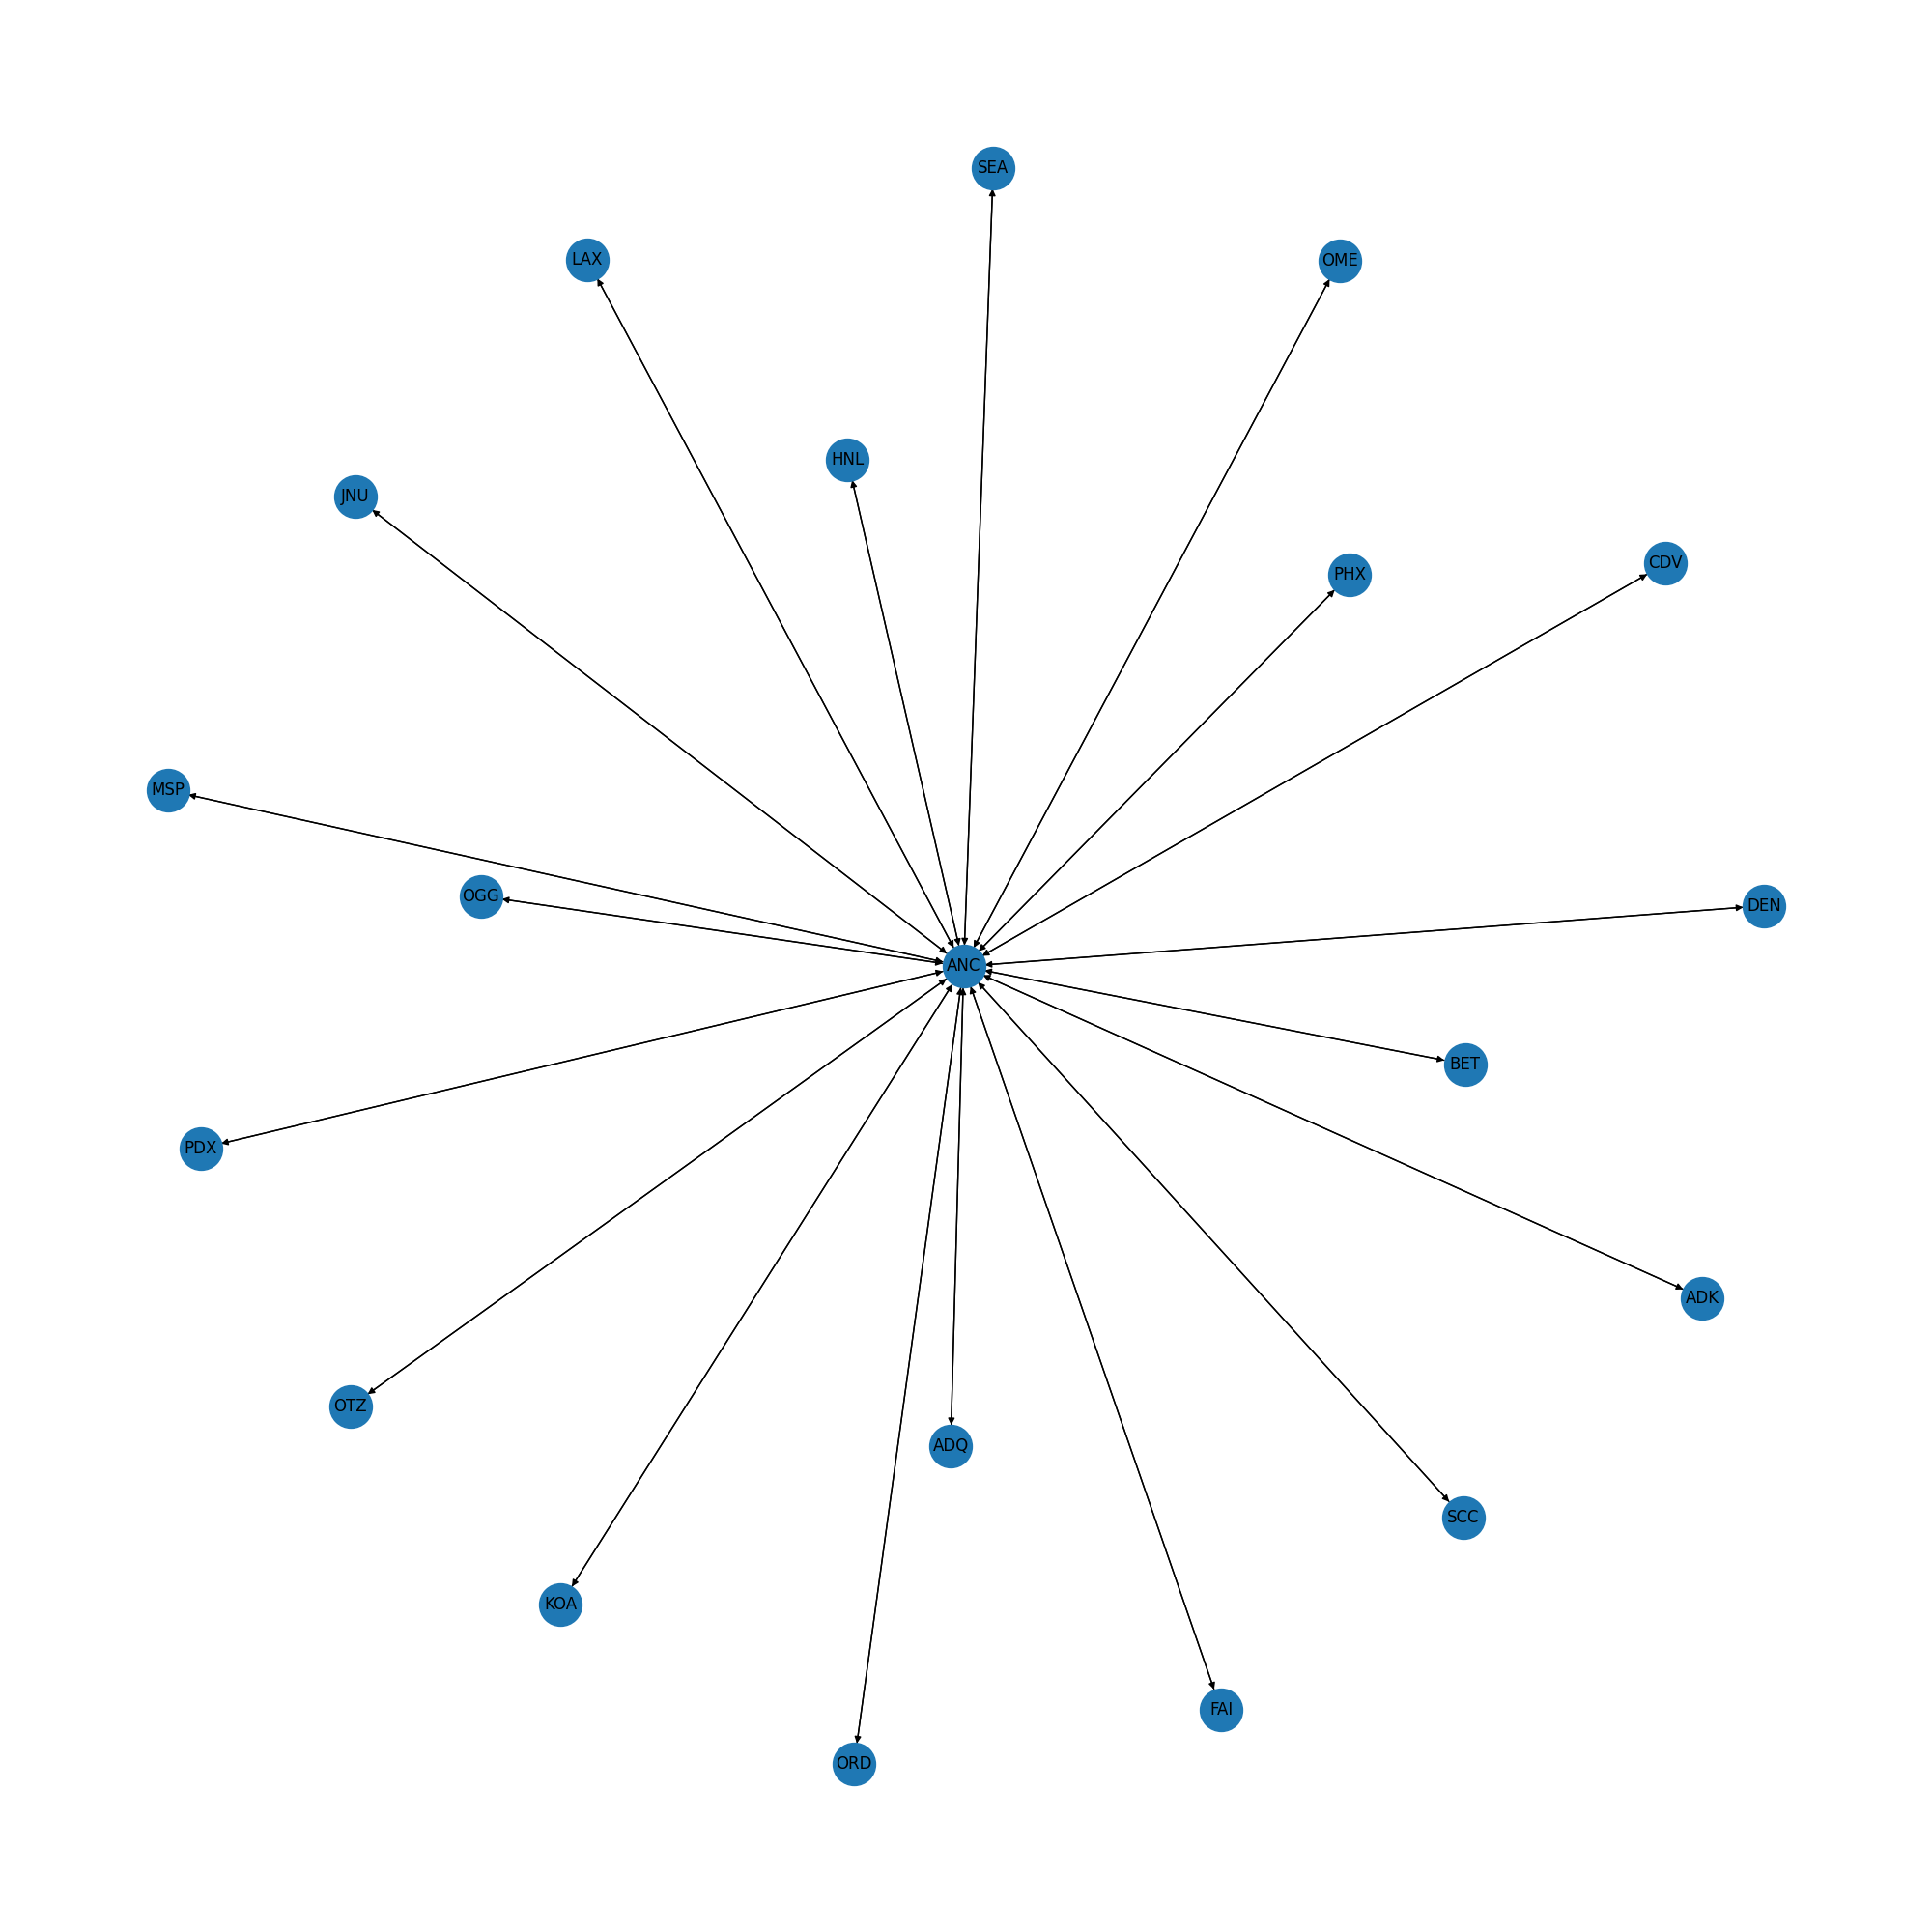 SEA
LAX
OME
HNL
JNU
PHX
CDV
MSP
OGG
DEN
ANC
BET
PDX
ADK
OTZ
ADQ
SCC
KOA
FAI
ORD